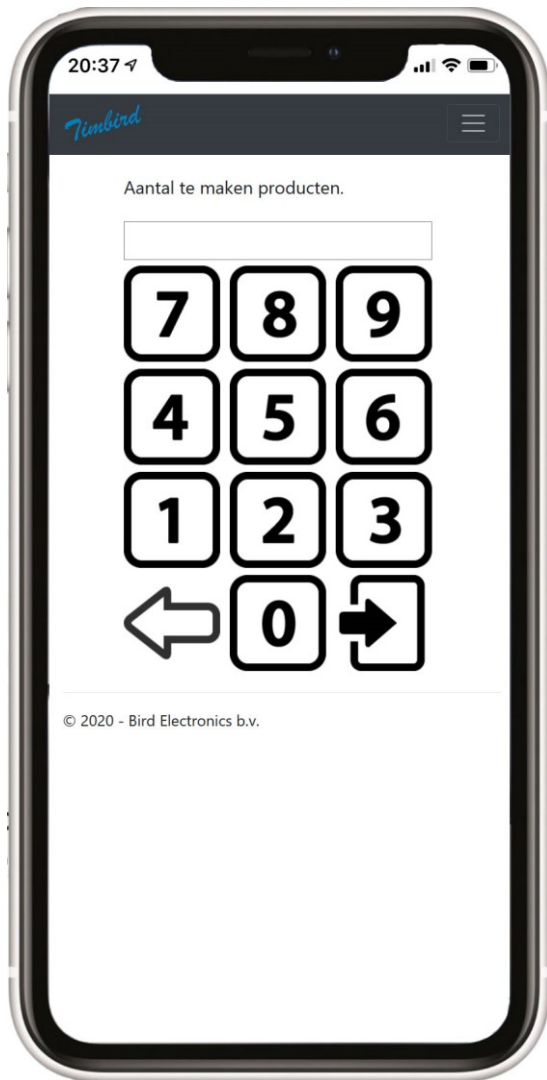 20:37
Timbird
Aantal te maken producten.
7 8 9
4 5 6
1 2 3
0
© 2020 - Bird Electronics b.v.